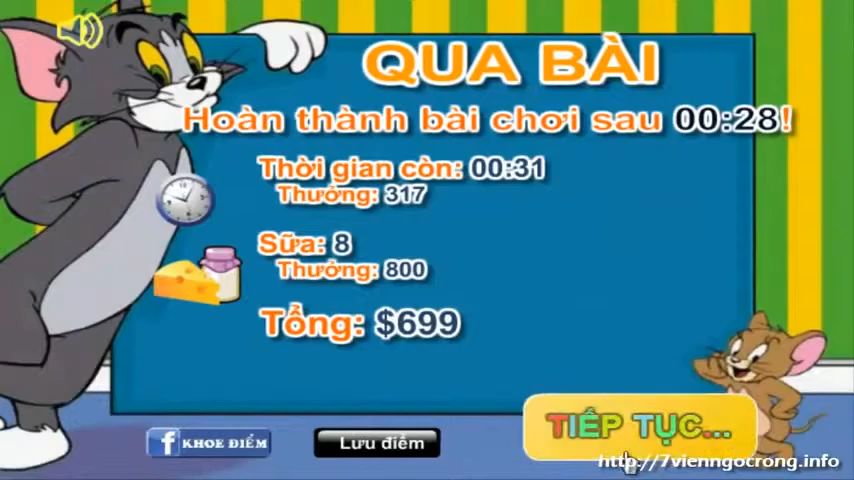 QUA BÀI
Hoàn thành bài chơi sau 00:28!
Thời gian còn: 00:31
Thưởng: 317
Sữa: 8
Thưởng: 800
Tổng: $699
f KHOE ĐIỂM
Lưu điểm
TIẾP TỤC...
http://7vienngocrong.info